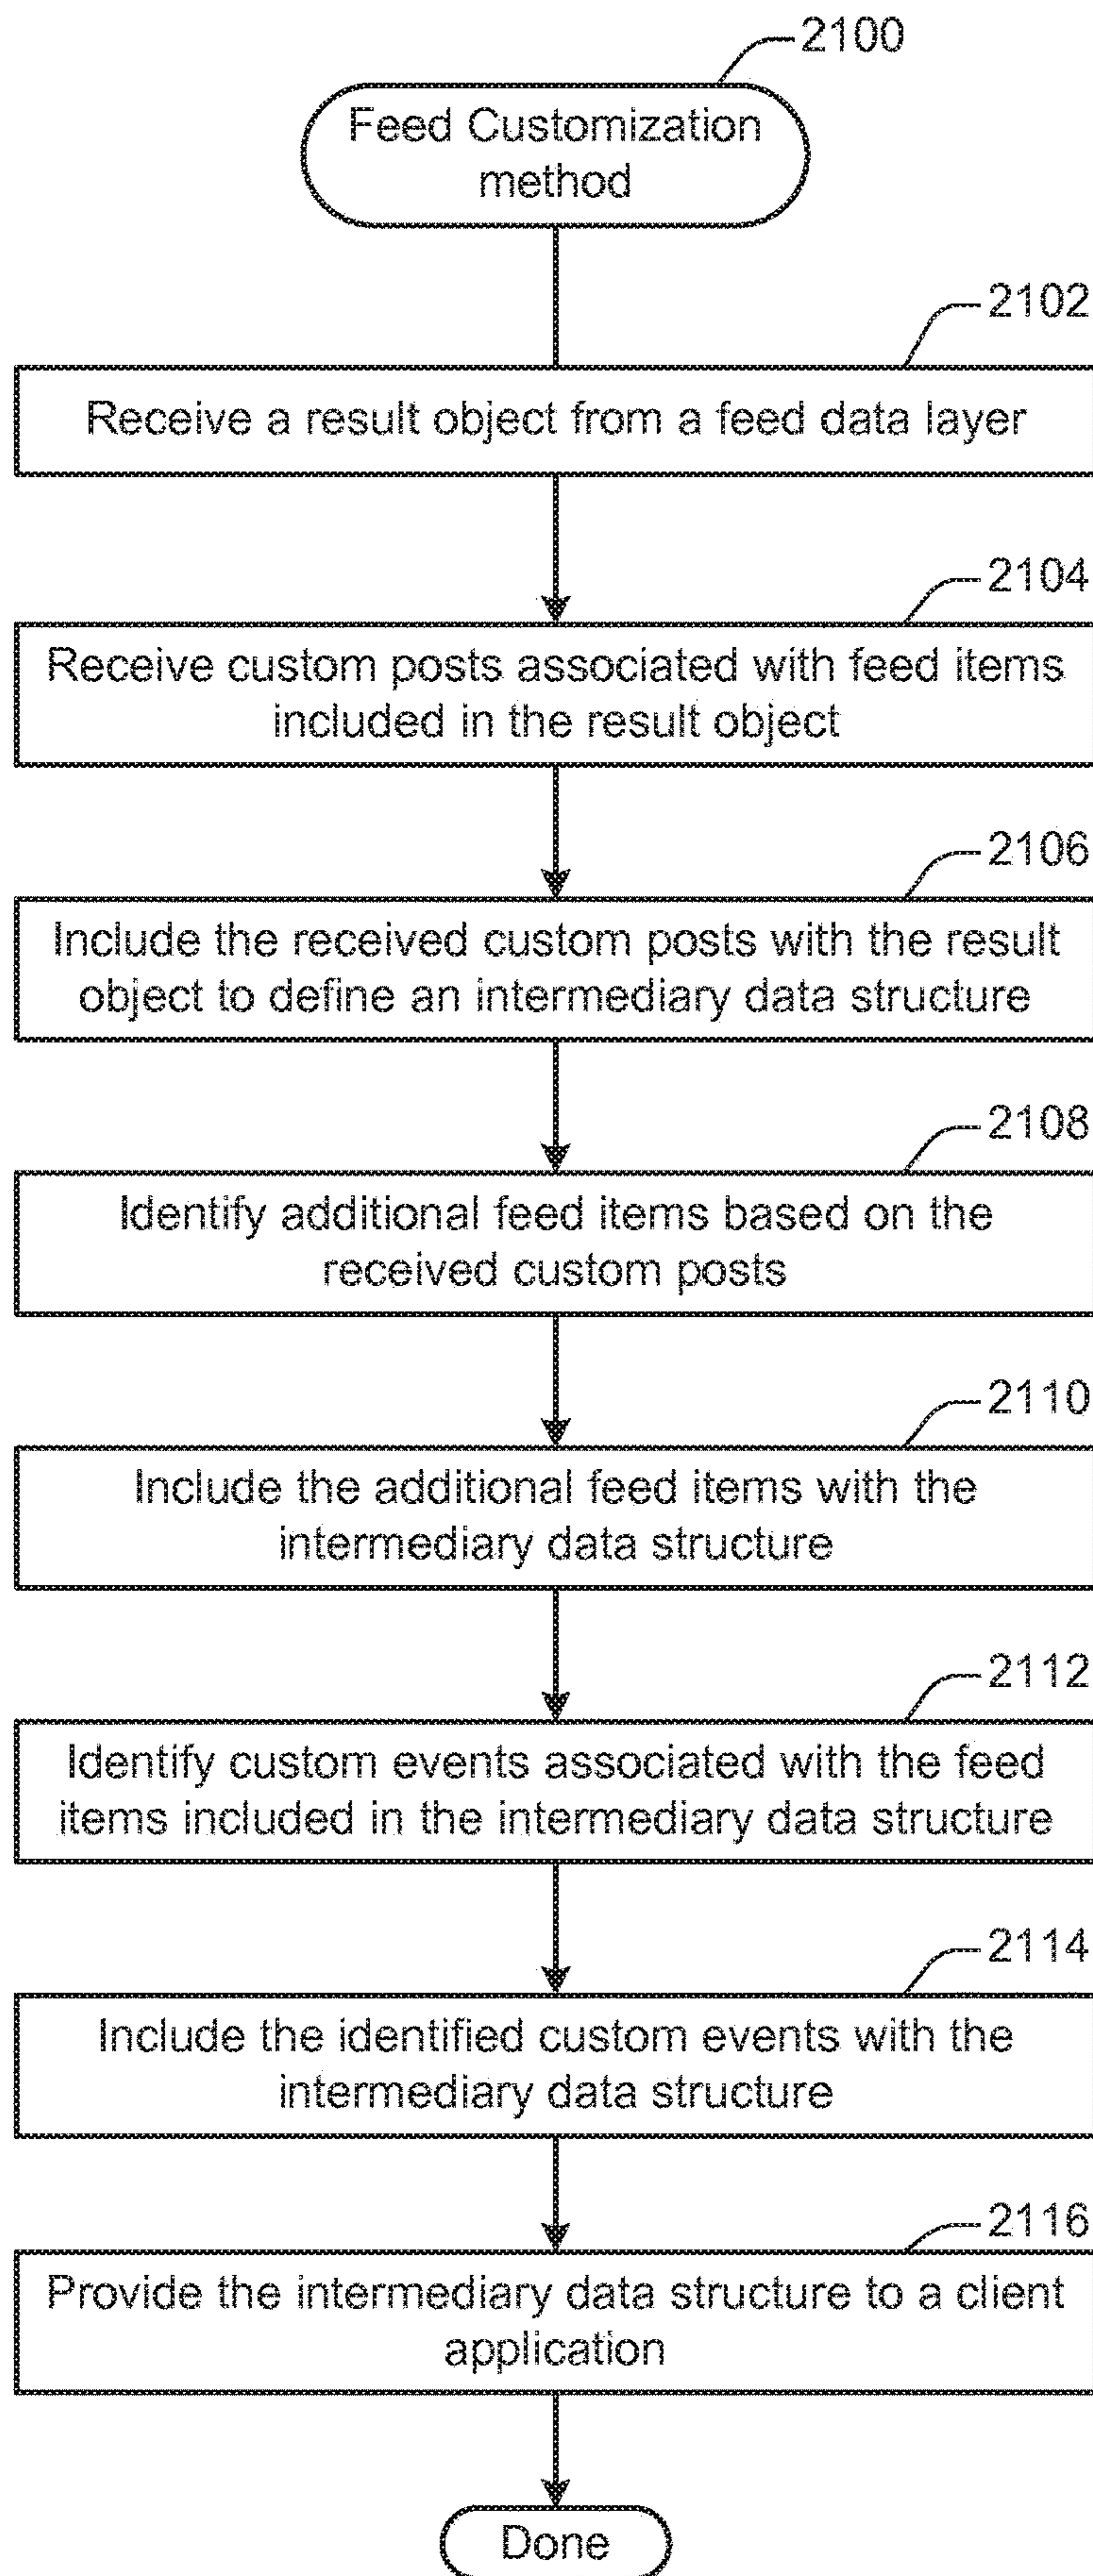 2100
Feed Customization
method
2102
Receive a result object from a feed data layer
2104
Receive custom posts associated with feed items
included in the result object
2106
Include the received custom posts with the result
object to define an intermediary data structure
2108
Identify additional feed items based on the
received custom posts
2110
Include the additional feed items with the
intermediary data structure
2112
Identify custom events associated with the feed
items included in the intermediary data structure
2114
Include the identified custom events with the
intermediary data structure
2116
Provide the intermediary data structure to a client
application
Done